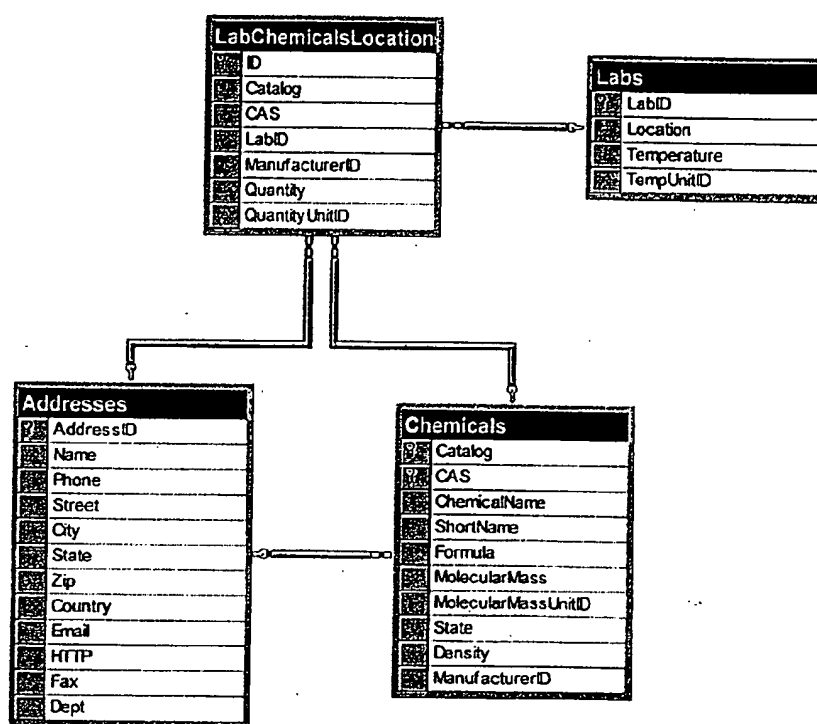 LabChemicalsLocation
ID
Catalog
CAS
LabID
ManufacturerID
Quantity
QuantityUnitID
Labs
LabID
Location
Temperature
TempUnitID
Addresses
AddressID
Name
Phone
Street
City
State
Zip
Country
Email
HTTP
Fax
Dept
Chemicals
Catalog
CAS
ChemicalName
ShortName
Formula
MolecularMass
MolecularMassUnitID
State
Density
ManufacturerID